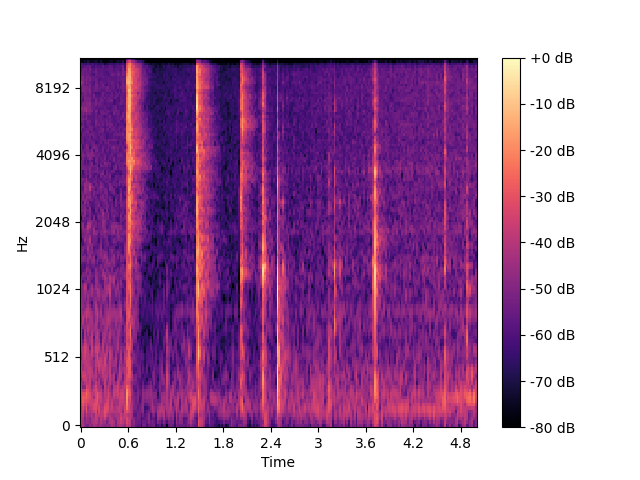 +0 dB
8192
-10 dB
4096
-20 dB
2048
-30 dB
Hz
-40 dB
1024
-50 dB
512
-60 dB
-70 dB
0
-80 dB
0 0.6 1.2 1.8 2.4 3 3.6 4.2 4.8
Time